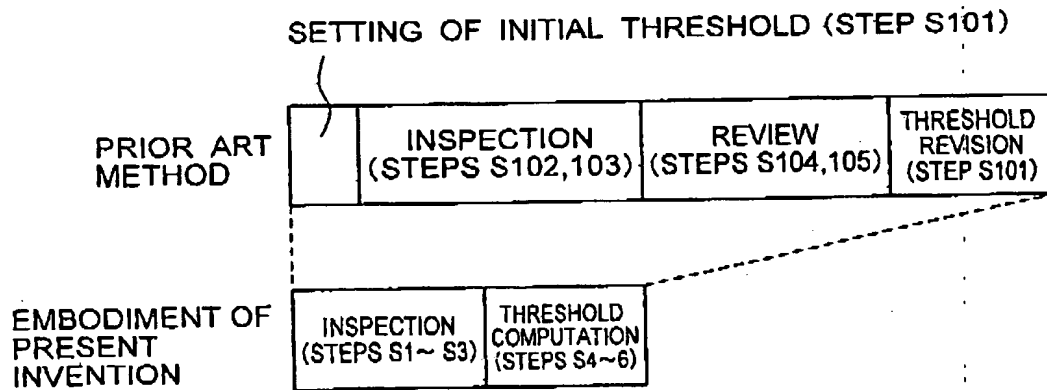 SETTING OF INITIAL THRESHOLD (STEP S101)
PRIOR ART
METHOD
INSPECTION
(STEPS S102,103)
REVIEW
(STEPS S104,105)
THRESHOLD
REVISION
(STEP S101)
EMBODIMENT OF
PRESENT
INVENTION
INSPECTION
(STEPS S1~ S3)
THRESHOLD
COMPUTATION
(STEPS S4~6)